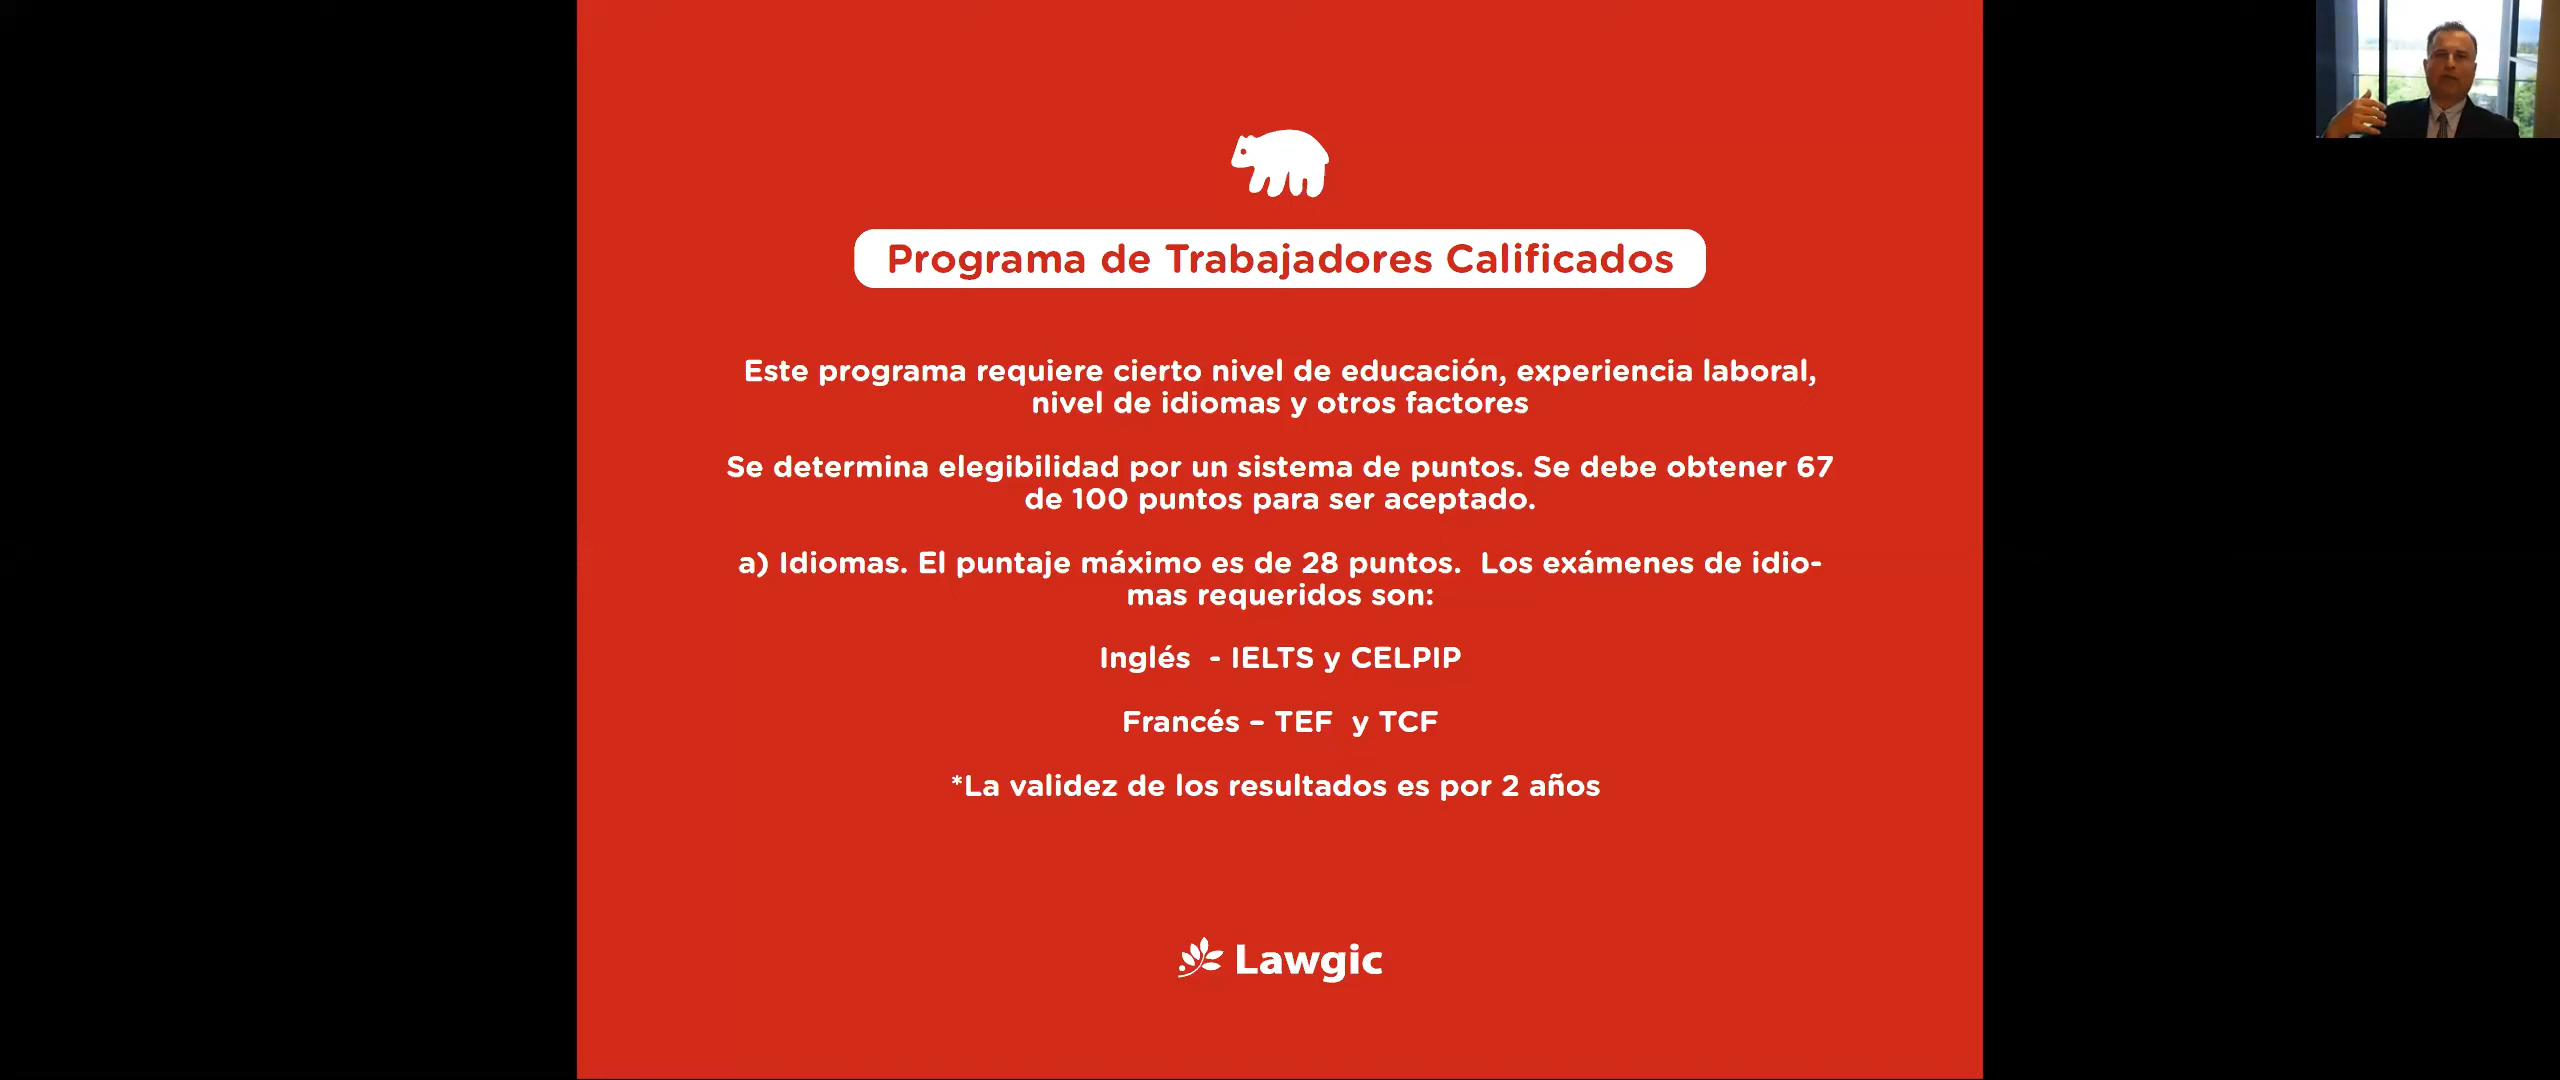 Programa de Trabajadores Calificados
Este programa requiere cierto nivel de educación, experiencia laboral,
nivel de idiomas y otros factores
Se determina elegibilidad por un sistema de puntos. Se debe obtener 67
de 100 puntos para ser aceptado.
a) Idiomas. El puntaje máximo es de 28 puntos.  Los exámenes de idio-
mas requeridos son:
Inglés  - IELTS y CELPIP
Francés – TEF  y TCF
*La validez de los resultados es por 2 años
Lawgic